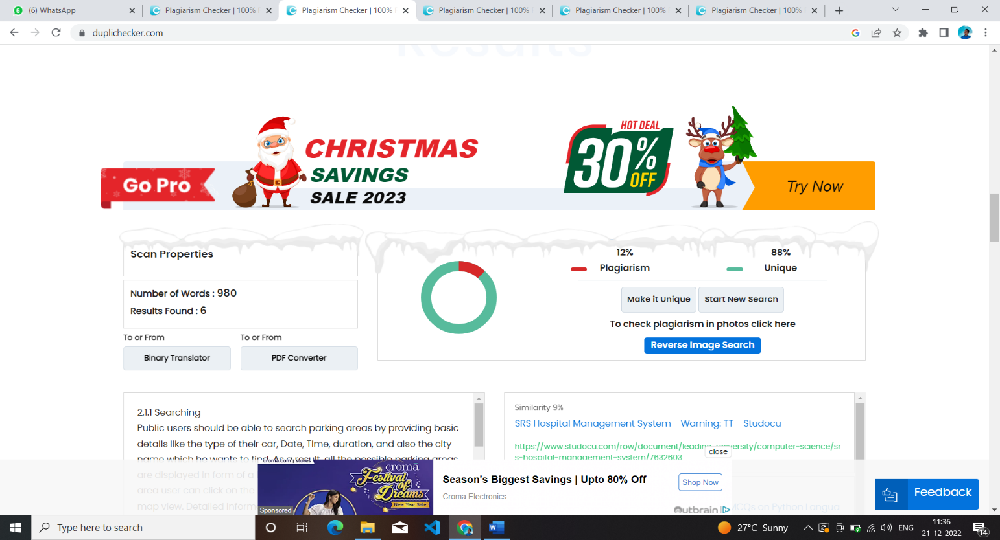 (6) WhatsApp
Plagiarism Checker | 100%
Plagiarism Checker | 100%
Plagiarism Checker | 100%
Plagiarism Checker | 100%
Plagiarism Checker | 100%
duplichecker.com
Results
Go Pro
CHRISTMAS
SAVINGS
SALE 2023
HOT DEAL
30%
OFF
Try Now
Scan Properties
Number of Words : 980
Results Found : 6
To or From
To or From
Binary Translator
PDF Converter
12%
Plagiarism
88%
Unique
Make it Unique
Start New Search
To check plagiarism in photos click here
Reverse Image Search
2.1.1 Searching
Public users should be able to search parking areas by providing basic
details like the type of their car, Date, Time, duration, and also the city
name which he wants to find. As a result, all the possible parking areas
are displayed in form of a
area user can click on the
map view. Detailed Inform
Similarity 9%
SRS Hospital Management System - Warning: TT - Studocu
https://www.studocu.com/row/document/leading-university/computer-science/sr
s-hospital-management-system/7632603
MCQs on Python Langua
close
croma.com | stores
croma
Festival
of
Dreams
New Year Sale
Sponsored
Season's Biggest Savings | Upto 80% Off
Croma Electronics
Shop Now
Outbrain
Feedback
Type here to search
27°C Sunny
ENG
11:36
21-12-2022
14